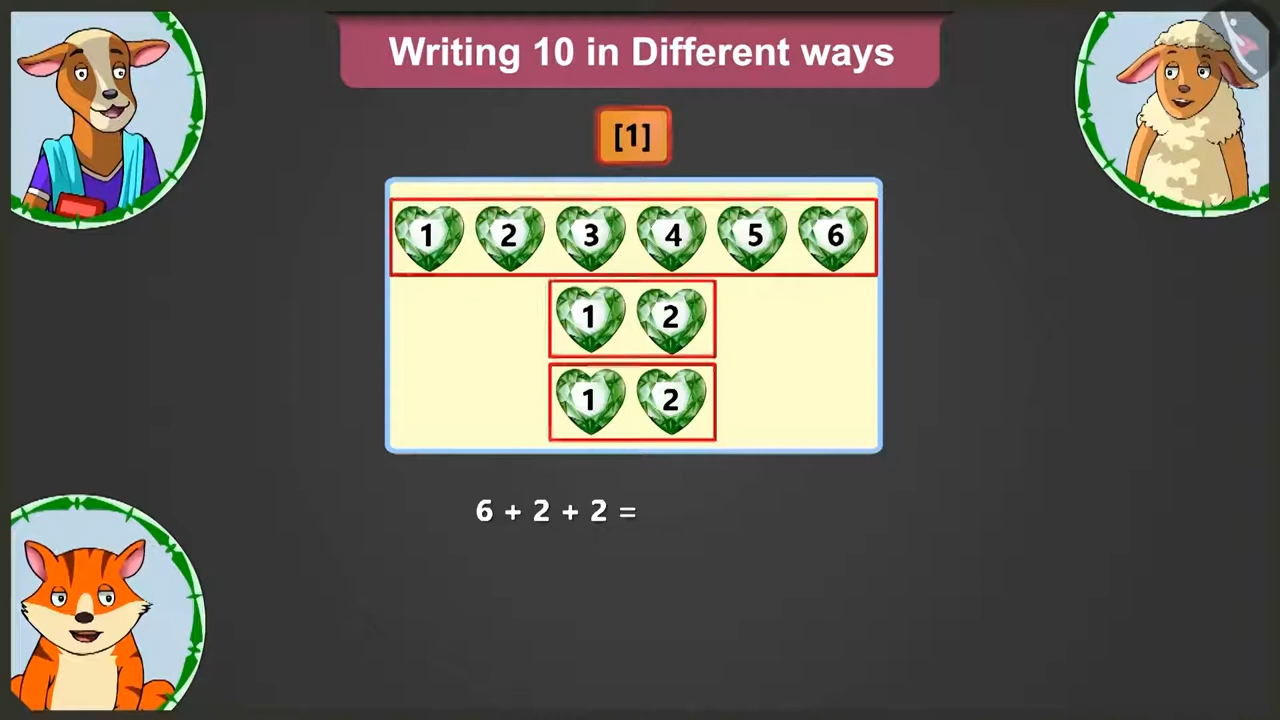 Writing 10 in Different ways
[1]
1 2 3 4 5 6
1 2
1 2
6 + 2 + 2 =